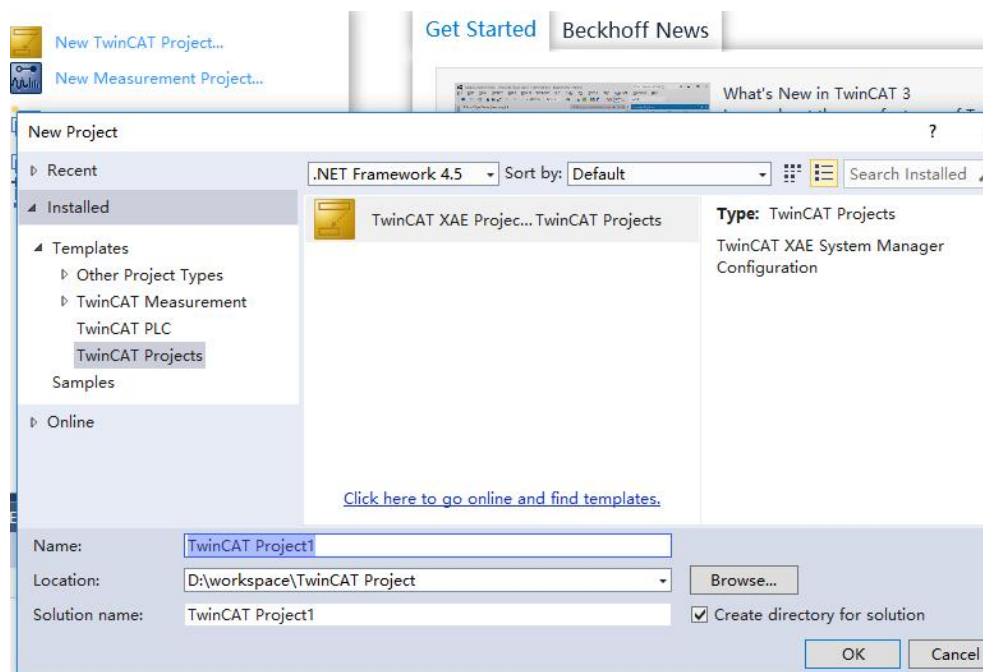 New TwinCAT Project...
New Measurement Project...
Get Started Beckhoff News
What's New in TwinCAT 3
New Project ?
Recent
.NET Framework 4.5 Sort by: Default Search Installed
Installed
TwinCAT XAE Projec... TwinCAT Projects
Type: TwinCAT Projects
TwinCAT XAE System Manager
Configuration
Templates
Other Project Types
TwinCAT Measurement
TwinCAT PLC
TwinCAT Projects
Samples
Online
Click here to go online and find templates.
Name: TwinCAT Project1
Location: D:\workspace\TwinCAT Project Browse...
Solution name: TwinCAT Project1 Create directory for solution
OK Cancel